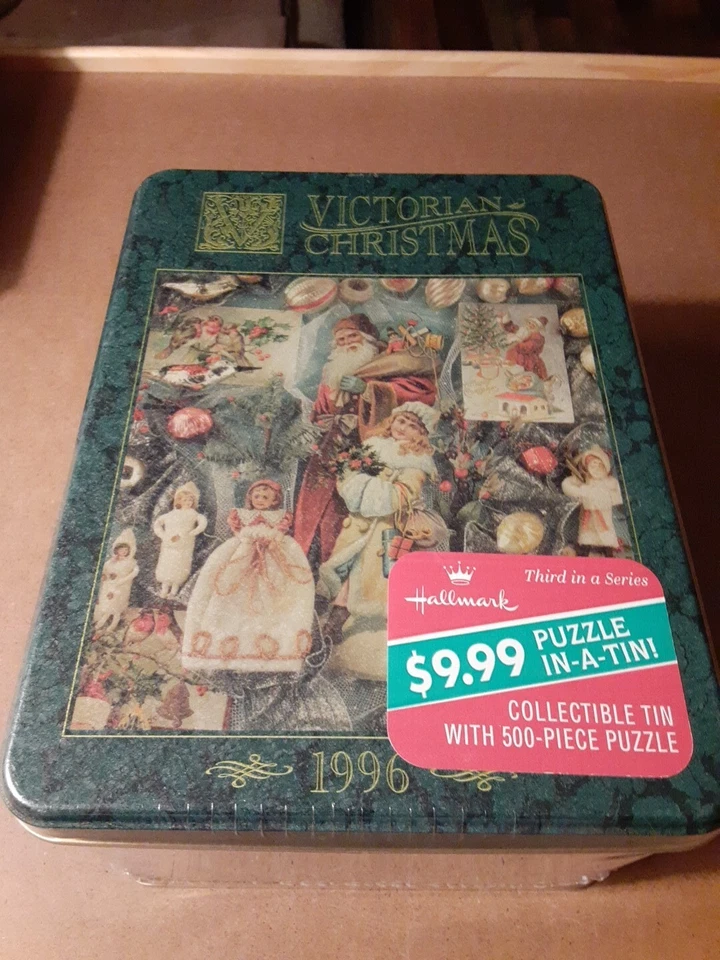 V
VICTORIAN
CHRISTMAS
Hallmark
Third in a Series
$9.99 PUZZLE
IN-A-TIN!
COLLECTIBLE TIN
WITH 500-PIECE PUZZLE
1996